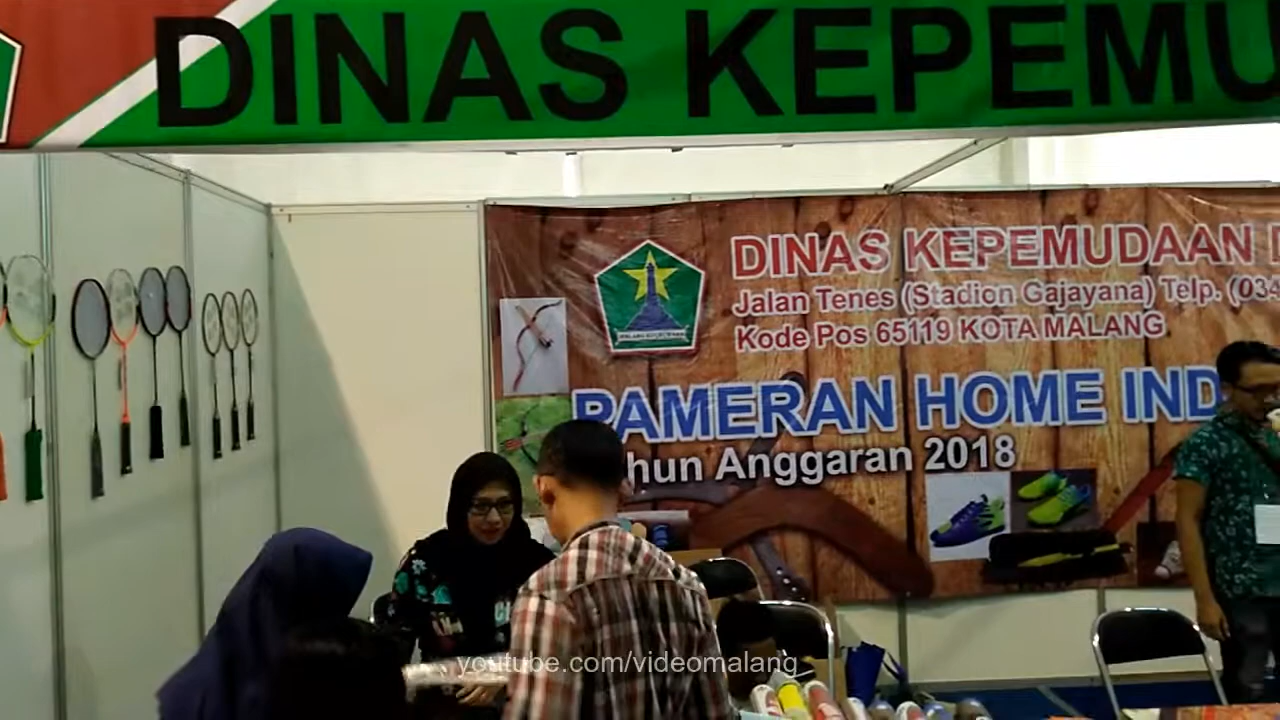 DINAS KEPEMU
DINAS KEPEMUDAAN
Jalan Tenes (Stadion Gajayana) Telp. (034
Kode Pos 65119 KOTA MALANG
PAMERAN HOME IND
hun Anggaran 2018
youtube.com/videomalang